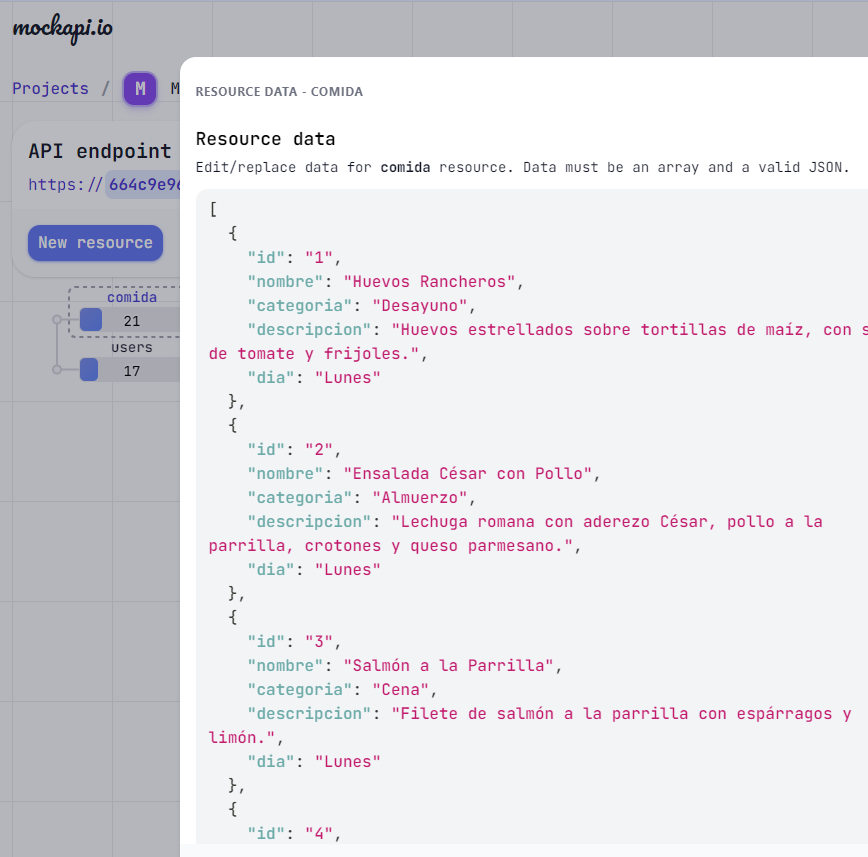 mockapi.io
Projects / M M
RESOURCE DATA - COMIDA
API endpoint
https://664c9e96
New resource
comida
21
users
17
Resource data
Edit/replace data for comida resource. Data must be an array and a valid JSON.
[
{
"id": "1",
"nombre": "Huevos Rancheros",
"categoria": "Desayuno",
"descripcion": "Huevos estrellados sobre tortillas de maíz, con s
de tomate y frijoles.",
"dia": "Lunes"
},
{
"id": "2",
"nombre": "Ensalada César con Pollo",
"categoria": "Almuerzo",
"descripcion": "Lechuga romana con aderezo César, pollo a la
parrilla, crotones y queso parmesano.",
"dia": "Lunes"
},
{
"id": "3",
"nombre": "Salmón a la Parrilla",
"categoria": "Cena",
"descripcion": "Filete de salmón a la parrilla con espárragos y
limón.",
"dia": "Lunes"
},
{
"id": "4",